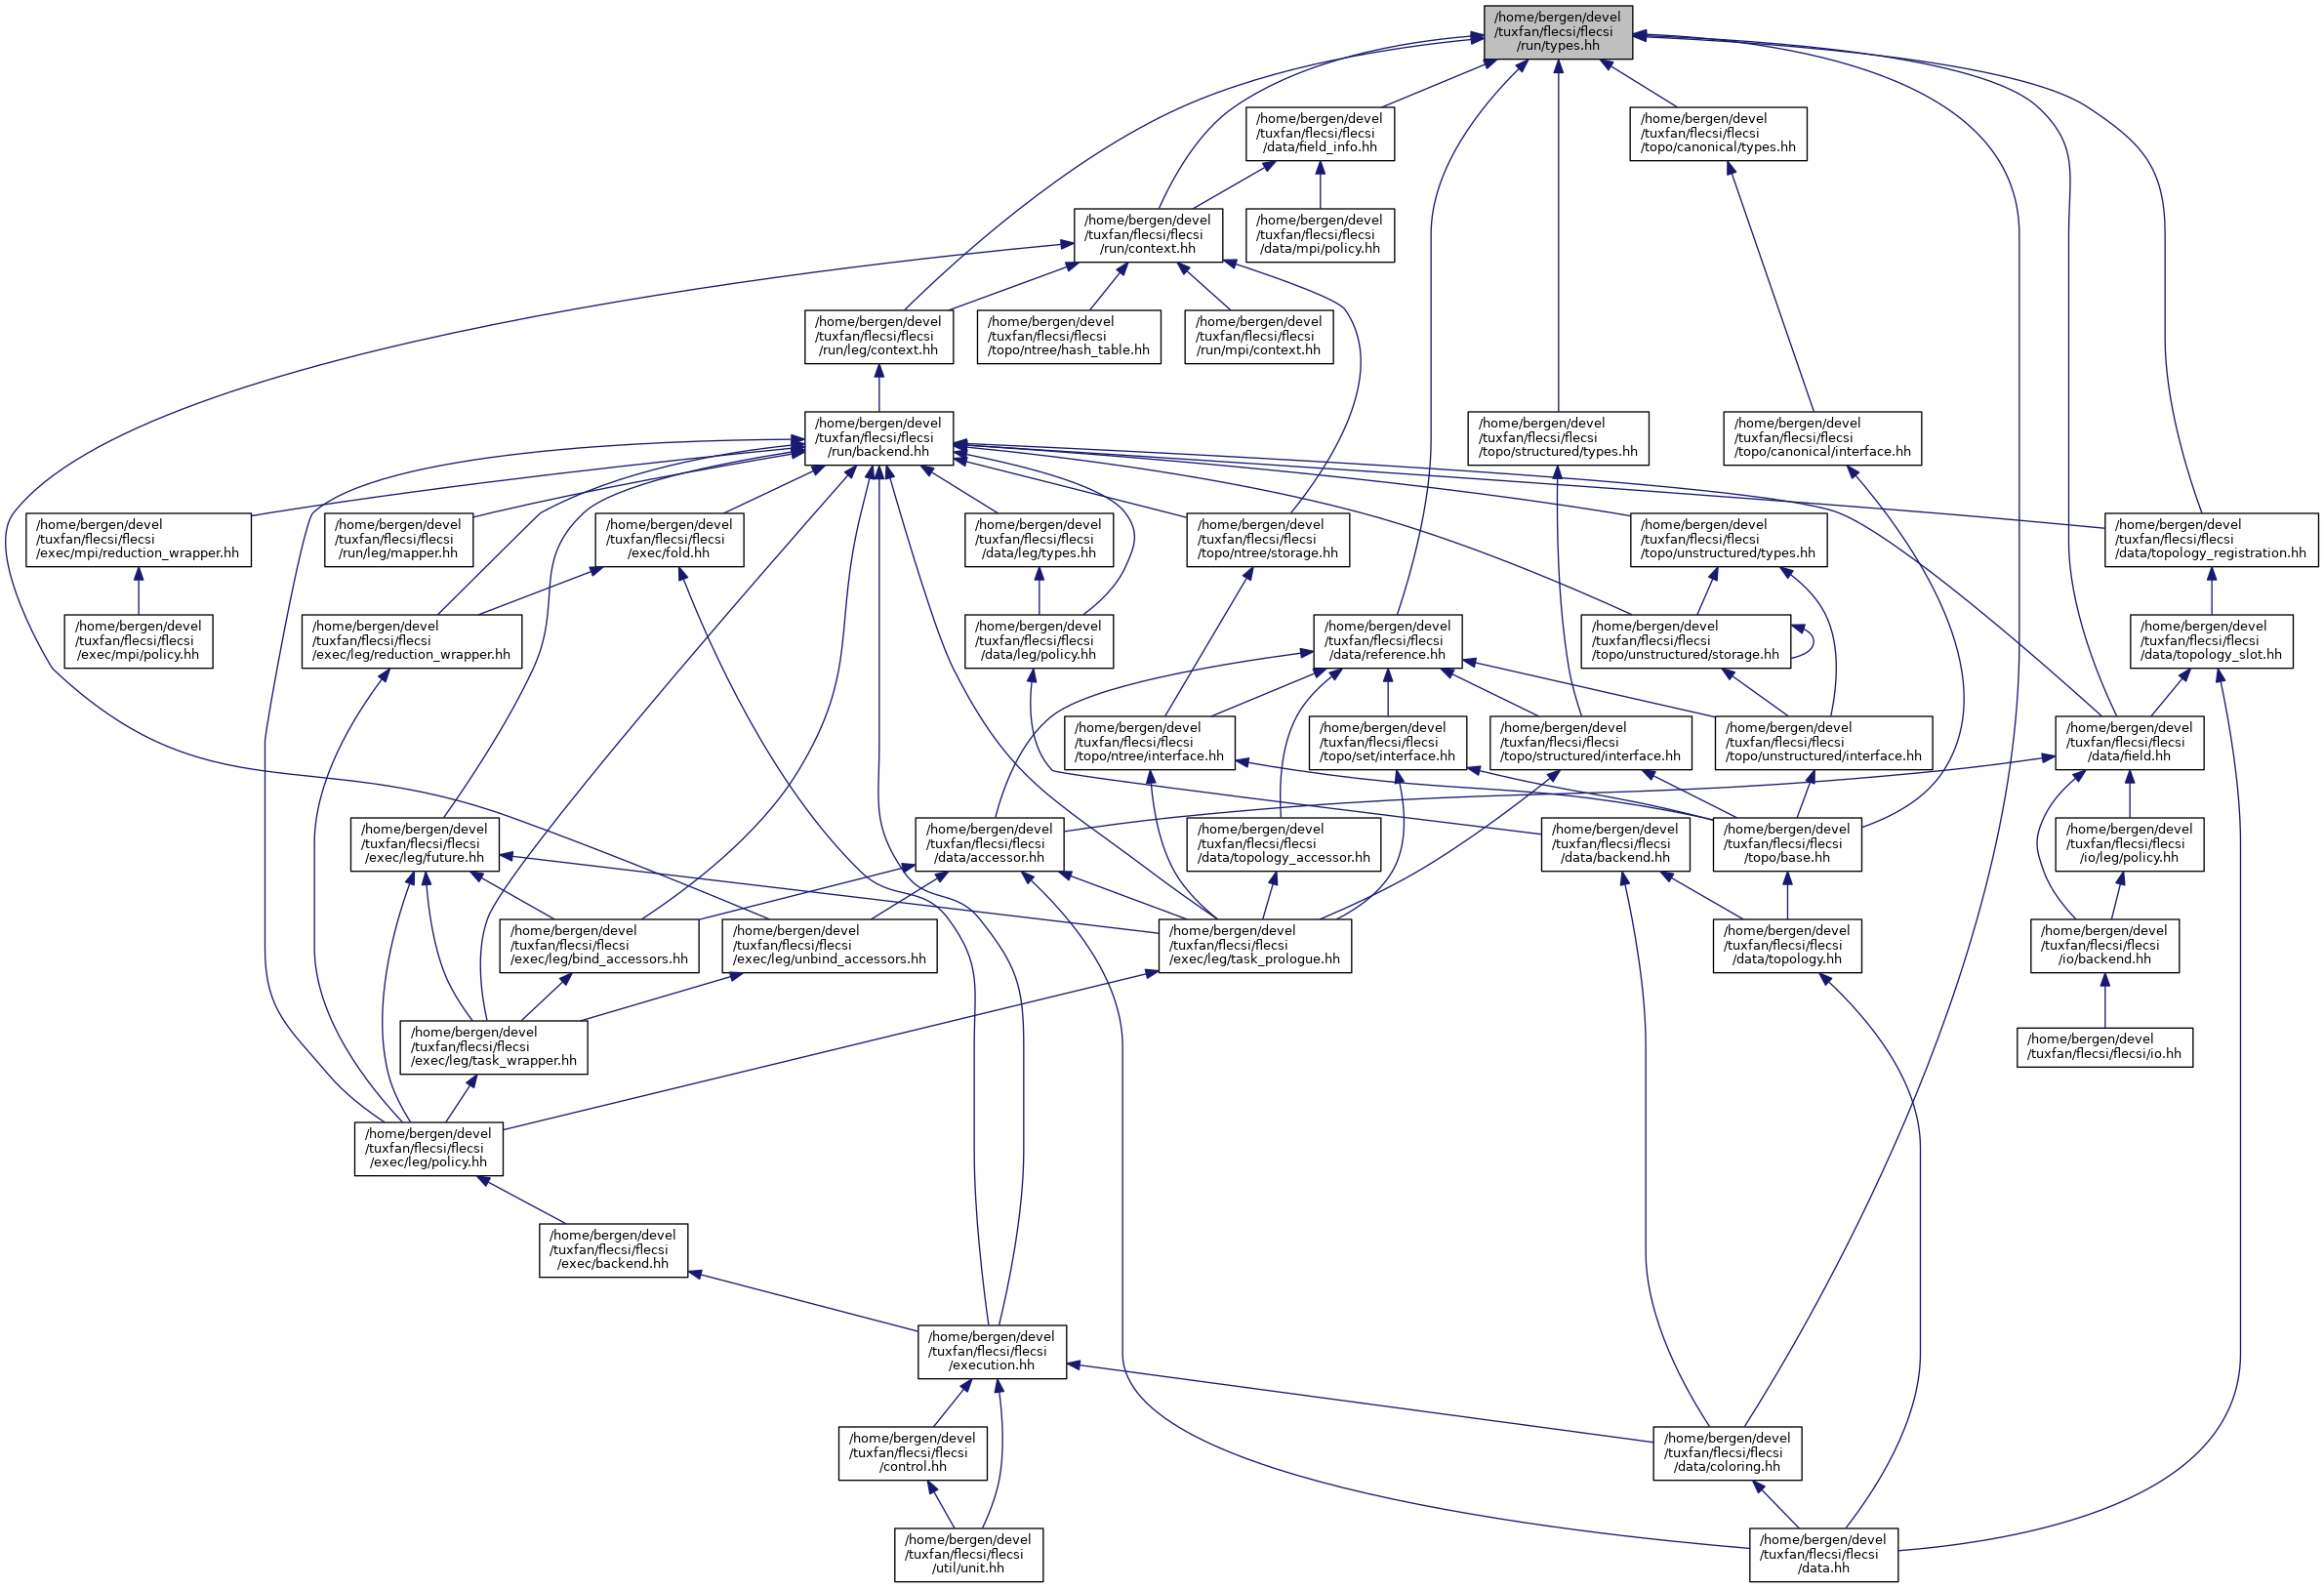 /home/bergen/devel
/tuxfan/flecsi/flecsi
/run/types.hh
/home/bergen/devel
/tuxfan/flecsi/flecsi
/data/field_info.hh
/home/bergen/devel
/tuxfan/flecsi/flecsi
/topo/canonical/types.hh
/home/bergen/devel
/tuxfan/flecsi/flecsi
/run/context.hh
/home/bergen/devel
/tuxfan/flecsi/flecsi
/data/mpi/policy.hh
/home/bergen/devel
/tuxfan/flecsi/flecsi
/run/leg/context.hh
/home/bergen/devel
/tuxfan/flecsi/flecsi
/topo/ntree/hash_table.hh
/home/bergen/devel
/tuxfan/flecsi/flecsi
/run/mpi/context.hh
/home/bergen/devel
/tuxfan/flecsi/flecsi
/run/backend.hh
/home/bergen/devel
/tuxfan/flecsi/flecsi
/topo/structured/types.hh
/home/bergen/devel
/tuxfan/flecsi/flecsi
/topo/canonical/interface.hh
/home/bergen/devel
/tuxfan/flecsi/flecsi
/exec/mpi/reduction_wrapper.hh
/home/bergen/devel
/tuxfan/flecsi/flecsi
/run/leg/mapper.hh
/home/bergen/devel
/tuxfan/flecsi/flecsi
/exec/fold.hh
/home/bergen/devel
/tuxfan/flecsi/flecsi
/data/leg/types.hh
/home/bergen/devel
/tuxfan/flecsi/flecsi
/topo/ntree/storage.hh
/home/bergen/devel
/tuxfan/flecsi/flecsi
/topo/unstructured/types.hh
/home/bergen/devel
/tuxfan/flecsi/flecsi
/data/topology_registration.hh
/home/bergen/devel
/tuxfan/flecsi/flecsi
/exec/mpi/policy.hh
/home/bergen/devel
/tuxfan/flecsi/flecsi
/exec/leg/reduction_wrapper.hh
/home/bergen/devel
/tuxfan/flecsi/flecsi
/data/leg/policy.hh
/home/bergen/devel
/tuxfan/flecsi/flecsi
/data/reference.hh
/home/bergen/devel
/tuxfan/flecsi/flecsi
/topo/unstructured/storage.hh
/home/bergen/devel
/tuxfan/flecsi/flecsi
/data/topology_slot.hh
/home/bergen/devel
/tuxfan/flecsi/flecsi
/topo/ntree/interface.hh
/home/bergen/devel
/tuxfan/flecsi/flecsi
/topo/set/interface.hh
/home/bergen/devel
/tuxfan/flecsi/flecsi
/topo/structured/interface.hh
/home/bergen/devel
/tuxfan/flecsi/flecsi
/topo/unstructured/interface.hh
/home/bergen/devel
/tuxfan/flecsi/flecsi
/data/field.hh
/home/bergen/devel
/tuxfan/flecsi/flecsi
/exec/leg/future.hh
/home/bergen/devel
/tuxfan/flecsi/flecsi
/data/accessor.hh
/home/bergen/devel
/tuxfan/flecsi/flecsi
/data/topology_accessor.hh
/home/bergen/devel
/tuxfan/flecsi/flecsi
/data/backend.hh
/home/bergen/devel
/tuxfan/flecsi/flecsi
/topo/base.hh
/home/bergen/devel
/tuxfan/flecsi/flecsi
/io/leg/policy.hh
/home/bergen/devel
/tuxfan/flecsi/flecsi
/exec/leg/bind_accessors.hh
/home/bergen/devel
/tuxfan/flecsi/flecsi
/exec/leg/unbind_accessors.hh
/home/bergen/devel
/tuxfan/flecsi/flecsi
/exec/leg/task_prologue.hh
/home/bergen/devel
/tuxfan/flecsi/flecsi
/data/topology.hh
/home/bergen/devel
/tuxfan/flecsi/flecsi
/io/backend.hh
/home/bergen/devel
/tuxfan/flecsi/flecsi
/exec/leg/task_wrapper.hh
/home/bergen/devel
/tuxfan/flecsi/flecsi/io.hh
/home/bergen/devel
/tuxfan/flecsi/flecsi
/exec/leg/policy.hh
/home/bergen/devel
/tuxfan/flecsi/flecsi
/exec/backend.hh
/home/bergen/devel
/tuxfan/flecsi/flecsi
/execution.hh
/home/bergen/devel
/tuxfan/flecsi/flecsi
/control.hh
/home/bergen/devel
/tuxfan/flecsi/flecsi
/data/coloring.hh
/home/bergen/devel
/tuxfan/flecsi/flecsi
/util/unit.hh
/home/bergen/devel
/tuxfan/flecsi/flecsi
/data.hh